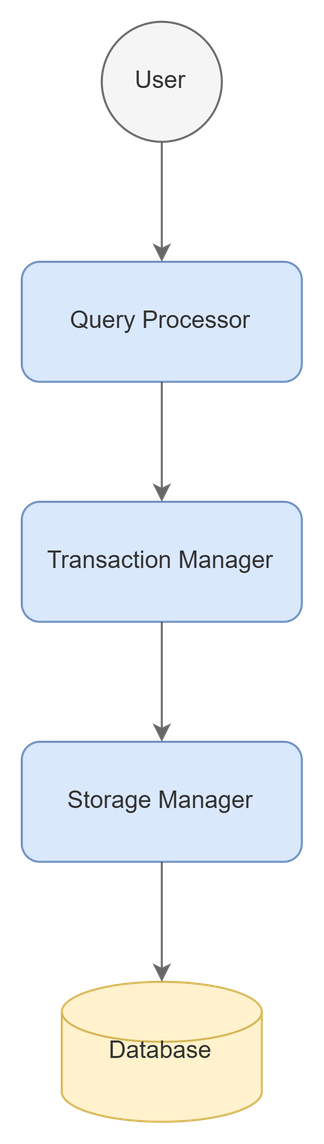 User
Query Processor
Transaction Manager
Storage Manager
Database